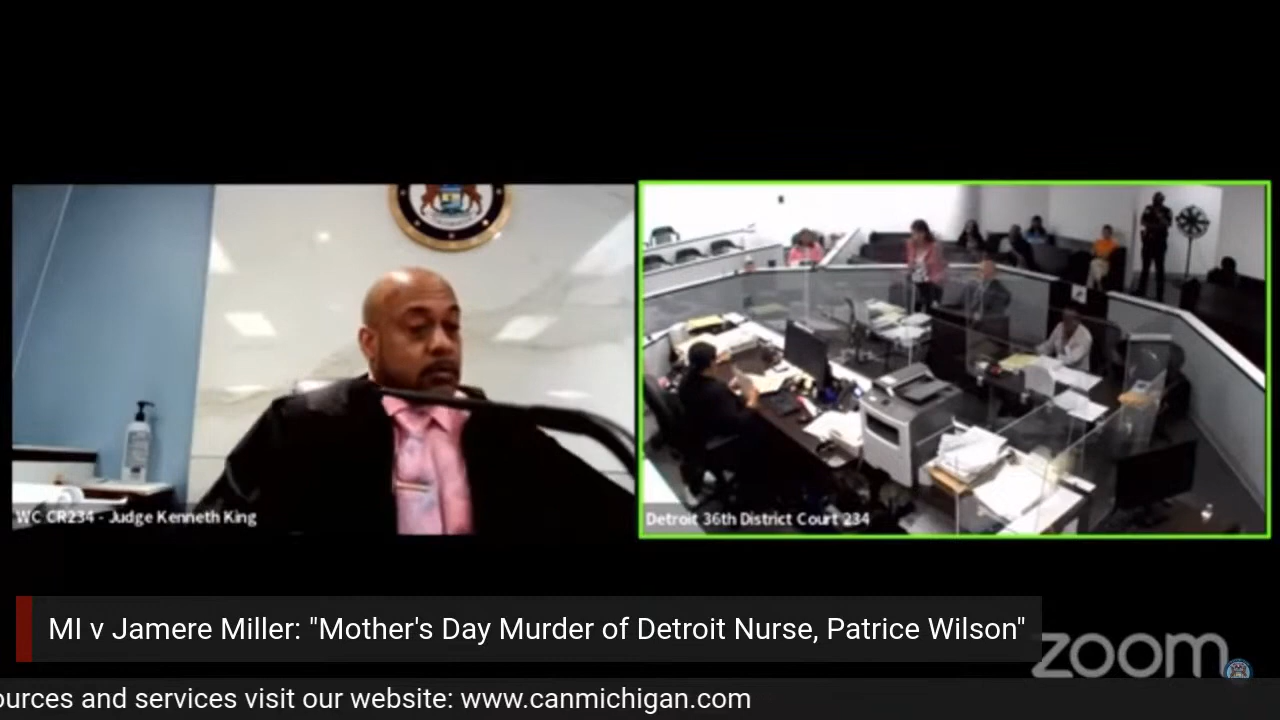 WC CR234 - Judge Kenneth King
Detroit 36th District Court 234
MI v Jamere Miller: "Mother's Day Murder of Detroit Nurse, Patrice Wilson"
zoom
ources and services visit our website: www.canmichigan.com